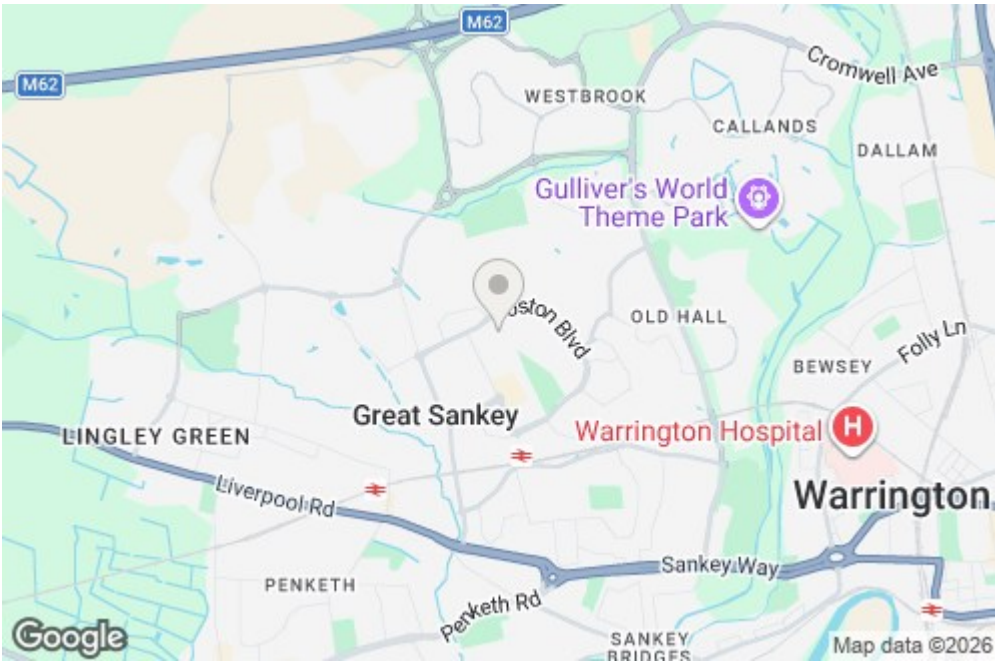 M62
M62
Cromwell Ave
WESTBROOK
CALLANDS
DALLAM
Gulliver's World
Theme Park
Blvd
OLD HALL
Folly Ln
BEWSEY
Great Sankey
LINGLEY GREEN
Warrington Hospital
H
Liverpool Rd
Warrington
Sankey Way
PENKETH
Penketh Rd
SANKEY
BRIDGES
Google
Map data ©2026